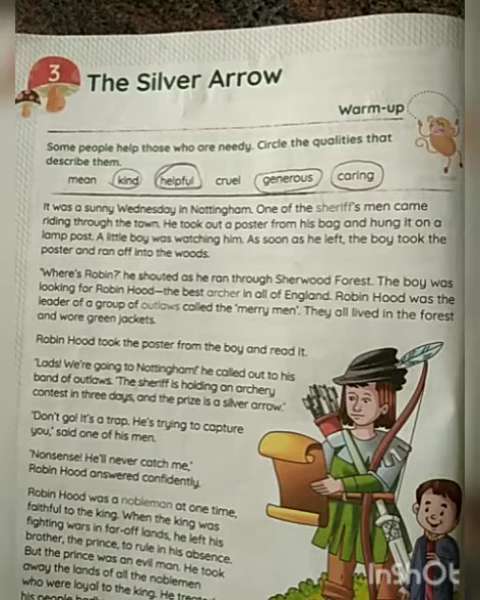 3
The Silver Arrow
Warm-up
Some people help those who are needy. Circle the qualities that
describe them.
mean kind helpful cruel generous caring
It was a sunny Wednesday in Nottingham. One of the sheriff's men came
riding through the town. He took out a poster from his bag and hung it on a
lamp post. A little boy was watching him. As soon as he left, the boy took the
poster and ran off into the woods.
'Where's Robin?' he shouted as he ran through Sherwood Forest. The boy was
looking for Robin Hood—the best archer in all of England. Robin Hood was the
leader of a group of outlaws called the 'merry men'. They all lived in the forest
and wore green jackets.
Robin Hood took the poster from the boy and read it.
'Lads! We're going to Nottingham!' he called out to his
band of outlaws. 'The sheriff is holding an archery
contest in three days, and the prize is a silver arrow.'
'Don't go! It's a trap. He's trying to capture
you,' said one of his men.
'Nonsense! He'll never catch me,'
Robin Hood answered confidently.
Robin Hood was a nobleman at one time,
faithful to the king. When the king was
fighting wars in far-off lands, he left his
brother, the prince, to rule in his absence.
But the prince was an evil man. He took
away the lands of all the noblemen
who were loyal to the king. He
his people
InShOt